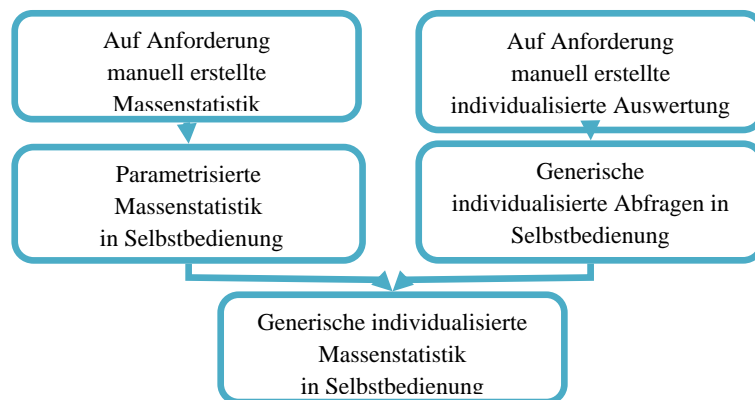 Auf Anforderung
manuell erstellte
Massenstatistik
Auf Anforderung
manuell erstellte
individualisierte Auswertung
Parametrisierte
Massenstatistik
in Selbstbedienung
Generische
individualisierte Abfragen in
Selbstbedienung
Generische individualisierte
Massenstatistik
in Selbstbedienung